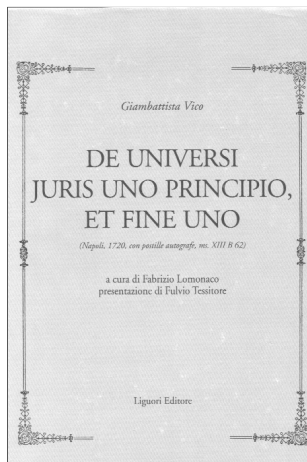 Giambattista Vico
DE UNIVERSI
JURIS UNO PRINCIPIO,
ET FINE UNO
(Napoli, 1720, con postille autografe, ms. XIII B 62)
a cura di Fabrizio Lomonaco
presentazione di Fulvio Tessitore
Liguori Editore